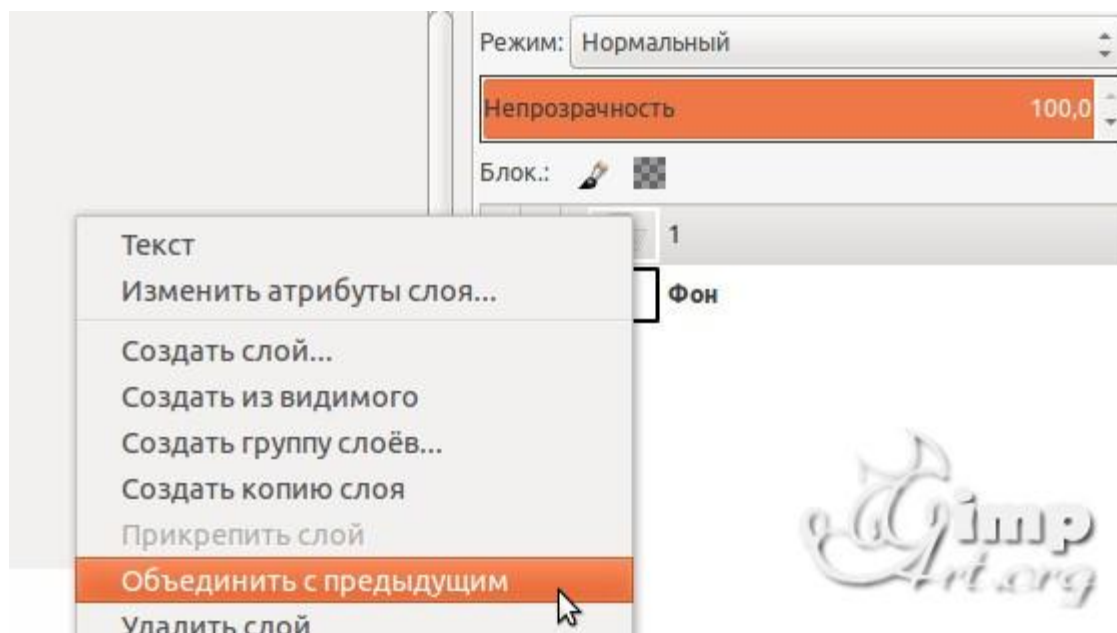 Режим: Нормальный
Непрозрачность 100,0
Блок.:
1
Фон
Текст
Изменить атрибуты слоя...
Создать слой...
Создать из видимого
Создать группу слоёв...
Создать копию слоя
Прикрепить слой
Объединить с предыдущим
Удалить слой
Gimp
Art.org